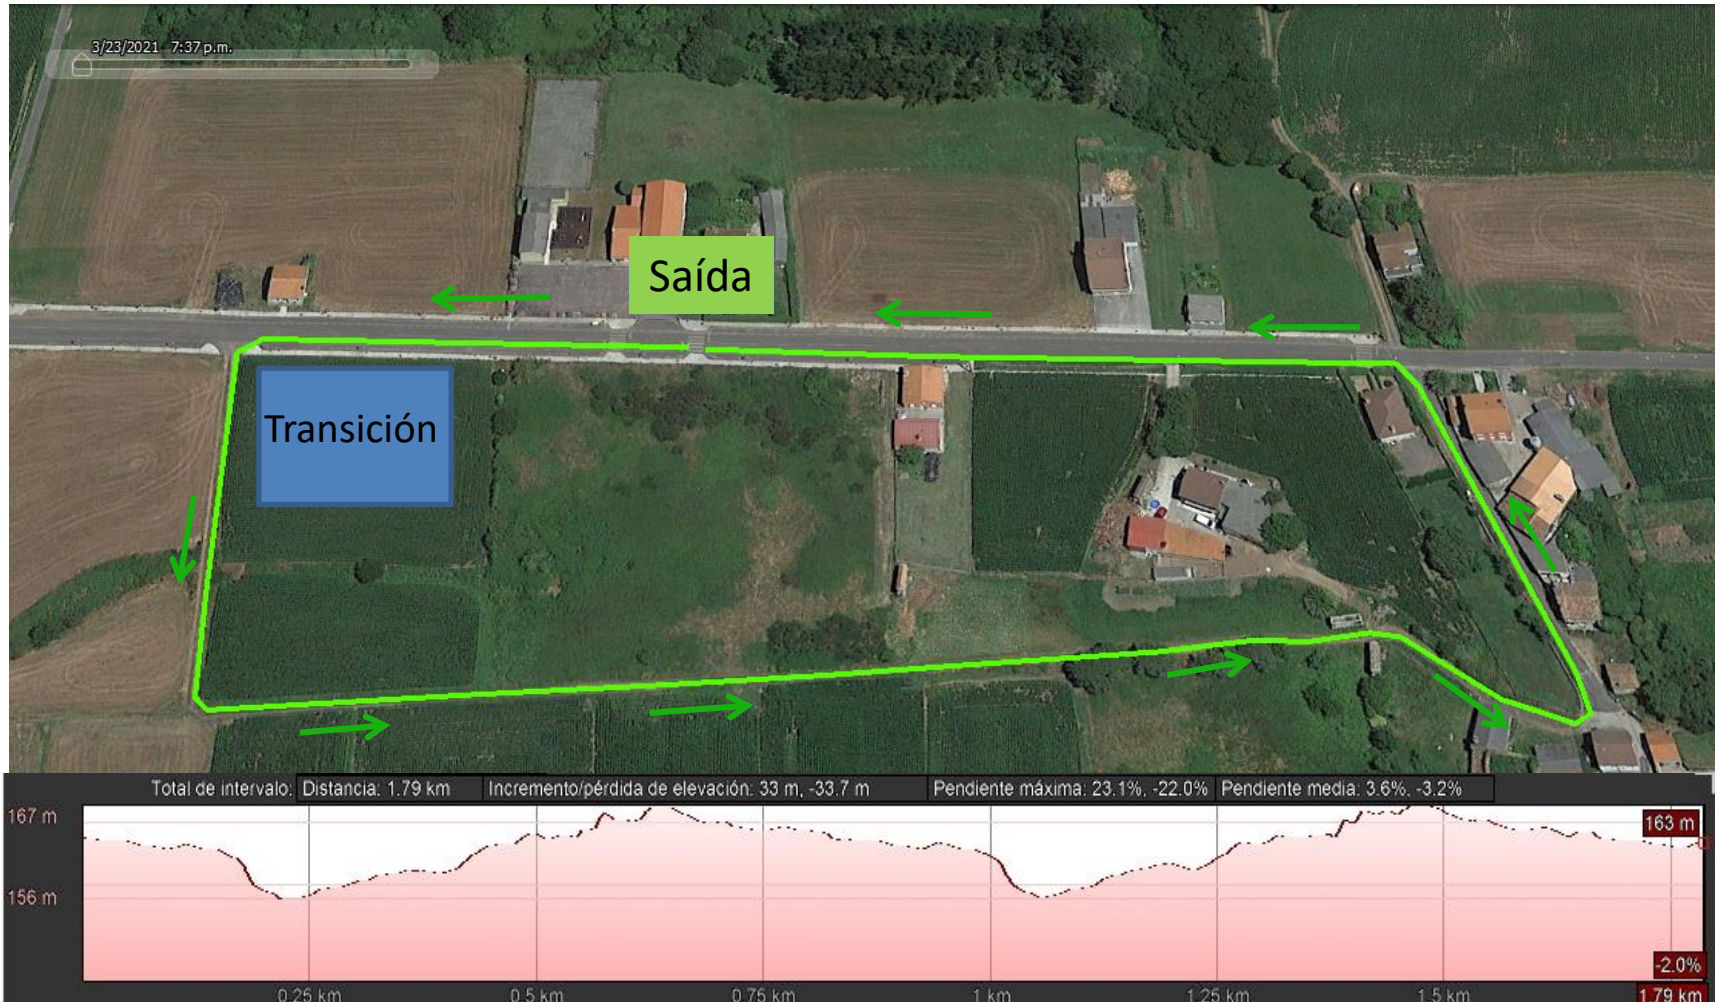 3/23/2021 7:37 p.m.
Saída
Transición
Total de intervalo: Distancia: 1.79 km Incremento/pérdida de elevación: 33 m, -33.7 m Pendiente máxima: 23.1%, -22.0% Pendiente media: 3.6%, -3.2%
167 m
163 m
156 m
-2.0%
0.25 km 0.5 km 0.75 km 1 km 1.25 km 1.5 km 1.79 km